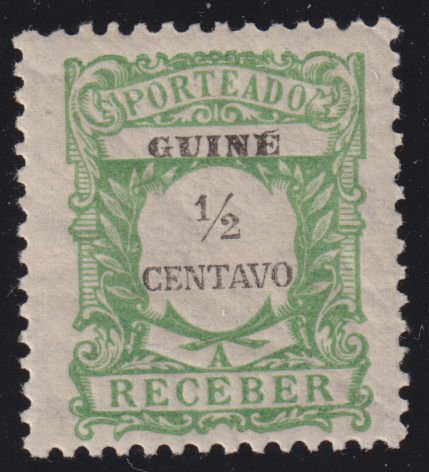 PORTEADO
GUINÉ
½
CENTAVO
A
RECEBER